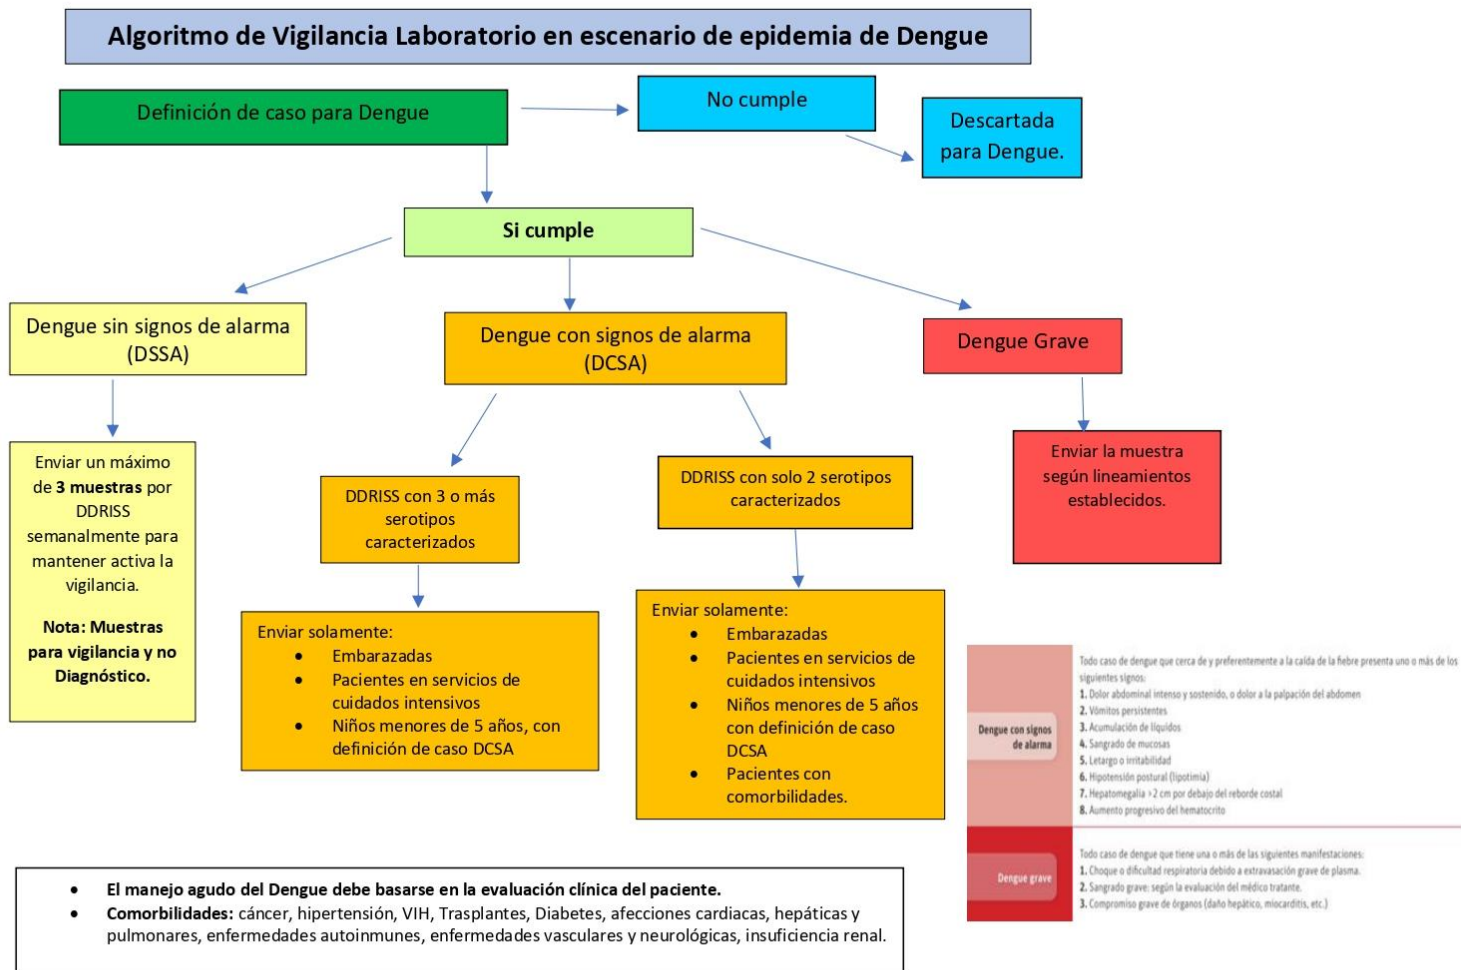 Algoritmo de Vigilancia Laboratorio en escenario de epidemia de Dengue
Definición de caso para Dengue
No cumple
Descartada
para Dengue.
Si cumple
Dengue sin signos de alarma
(DSSA)
Dengue con signos de alarma
(DCSA)
Dengue Grave
Enviar un máximo
de 3 muestras por
DDRISS
semanalmente para
mantener activa la
vigilancia.
Nota: Muestras
para vigilancia y no
Diagnóstico.
DDRISS con 3 o más
serotipos
caracterizados
DDRISS con solo 2 serotipos
caracterizados
Enviar la muestra
según lineamientos
establecidos.
Enviar solamente:
• Embarazadas
• Pacientes en servicios de
cuidados intensivos
• Niños menores de 5 años, con
definición de caso DCSA
Enviar solamente:
• Embarazadas
• Pacientes en servicios de
cuidados intensivos
• Niños menores de 5 años
con definición de caso
DCSA
• Pacientes con
comorbilidades.
Dengue con signos
de alarma
Todo caso de dengue que cerca de y preferentemente a la caída de la fiebre presenta uno o más de los
siguientes signos:
1. Dolor abdominal intenso y sostenido, o dolor a la palpación del abdomen
2. Vómitos persistentes
3. Acumulación de líquidos
4. Sangrado de mucosas
5. Letargo o irritabilidad
6. Hipotensión postural (lipotimia)
7. Hepatomegalia >2 cm por debajo del reborde costal
8. Aumento progresivo del hematocrito
Dengue grave
Todo caso de dengue que tiene una o más de las siguientes manifestaciones:
1. Choque o dificultad respiratoria debido a extravasación grave de plasma.
2. Sangrado grave: según la evaluación del médico tratante.
3. Compromiso grave de órganos (daño hepático, miocarditis, etc.)
• El manejo agudo del Dengue debe basarse en la evaluación clínica del paciente.
• Comorbilidades: cáncer, hipertensión, VIH, Trasplantes, Diabetes, afecciones cardiacas, hepáticas y
pulmonares, enfermedades autoinmunes, enfermedades vasculares y neurológicas, insuficiencia renal.